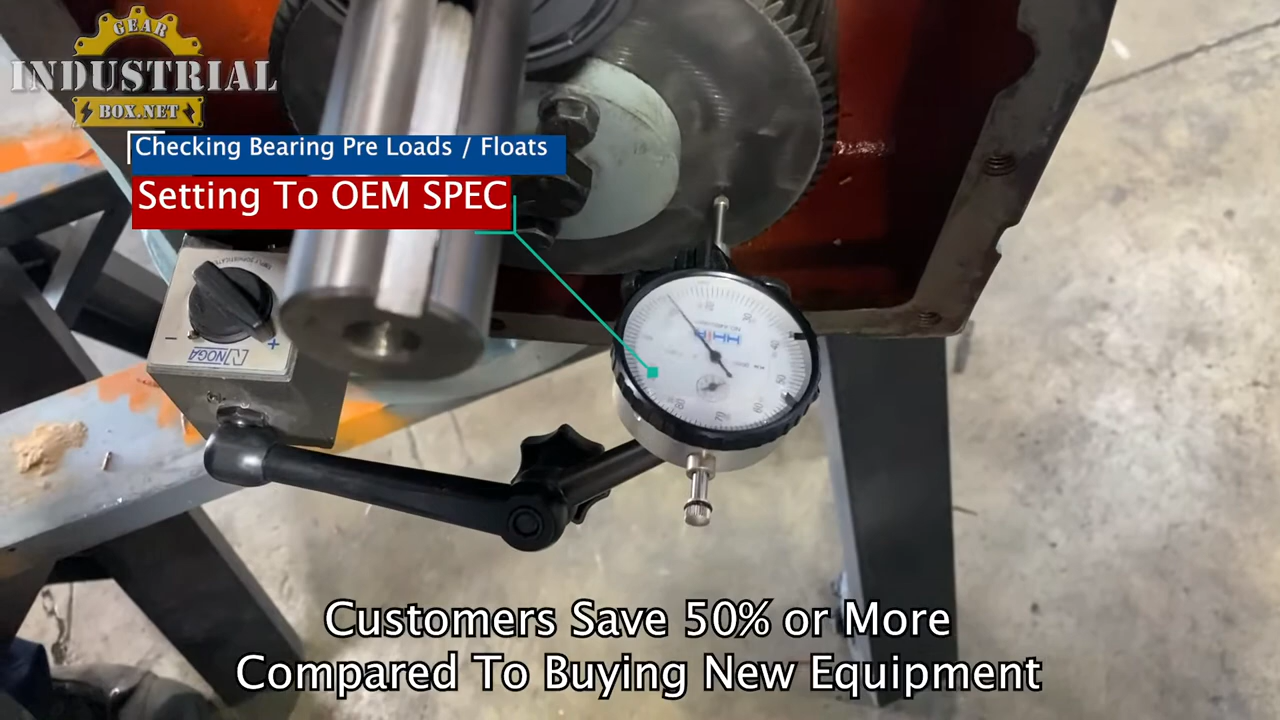 GEAR
INDUSTRIAL
BOX.NET
Checking Bearing Pre Loads / Floats
Setting To OEM SPEC
NOGA
Customers Save 50% or More
Compared To Buying New Equipment